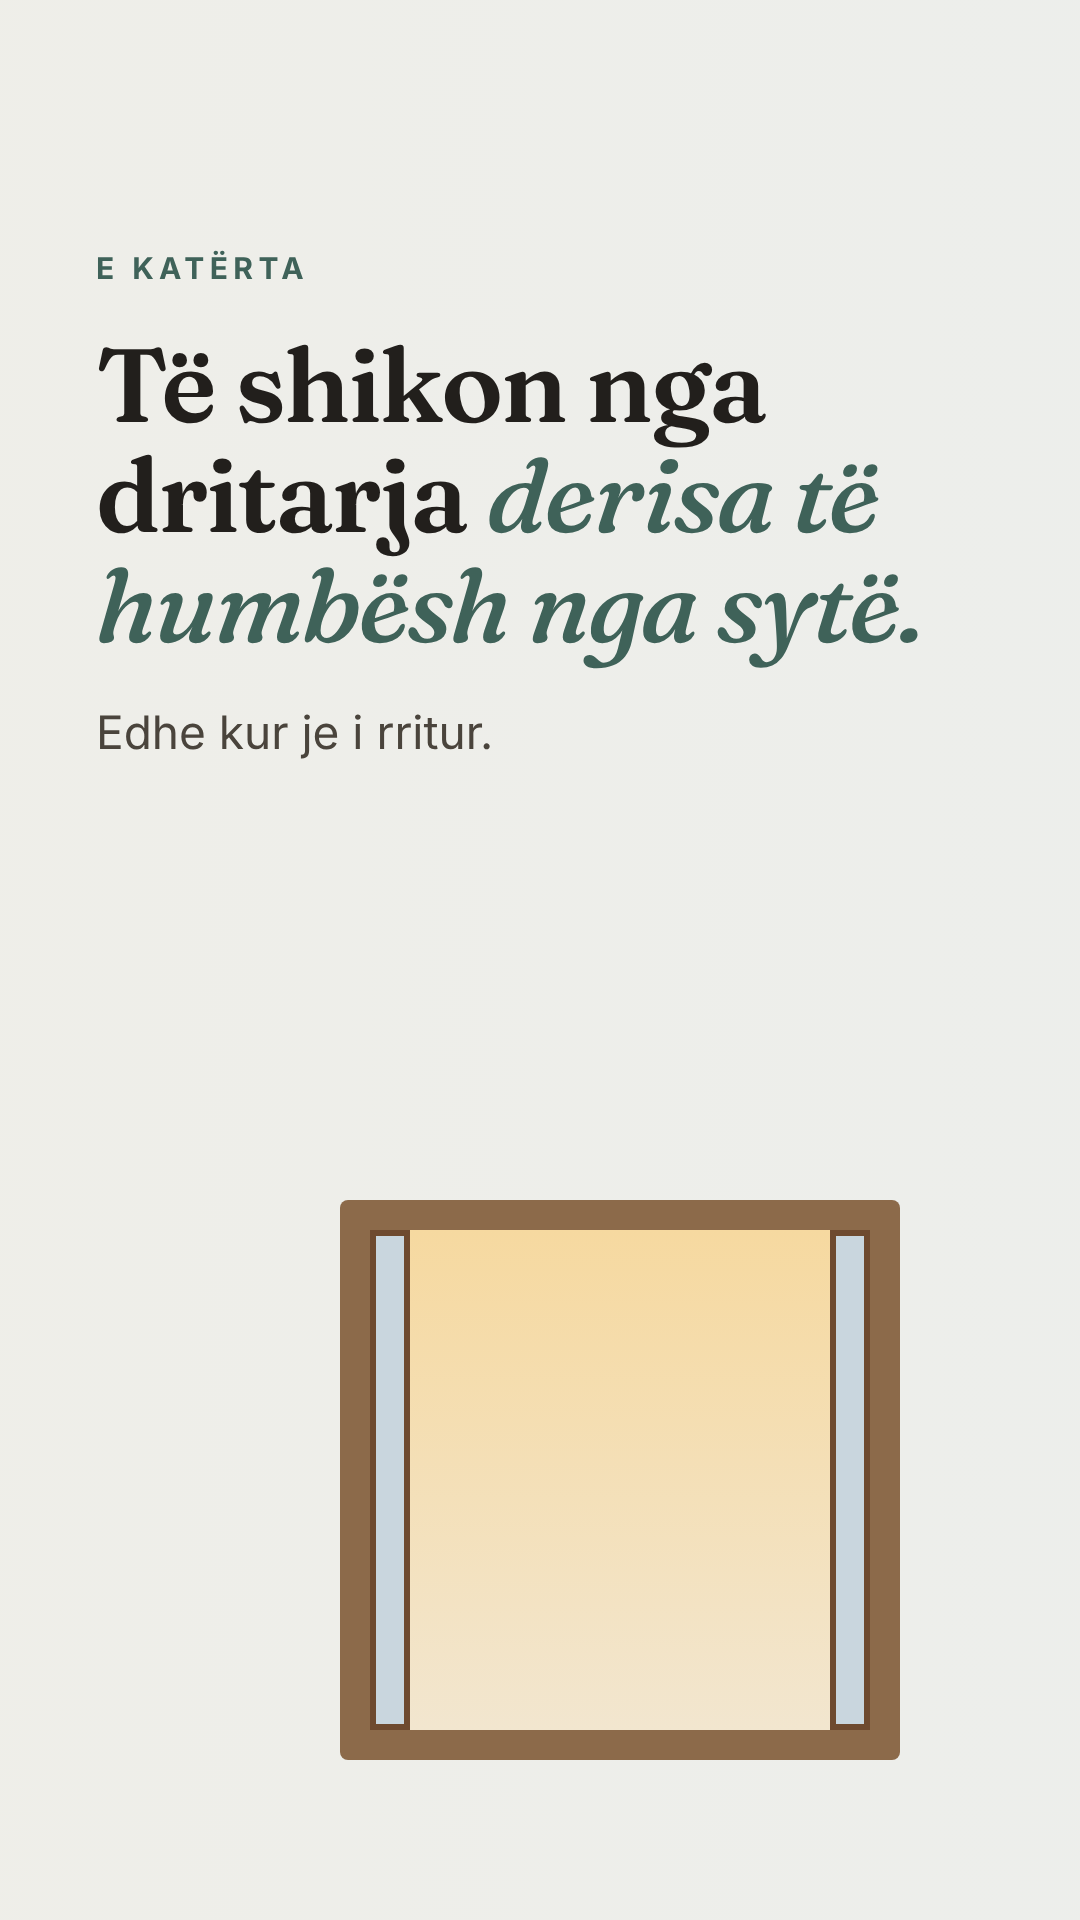 E KATËRTA
Të shikon nga
dritarja derisa të
humbësh nga sytë.
Edhe kur je i rritur.